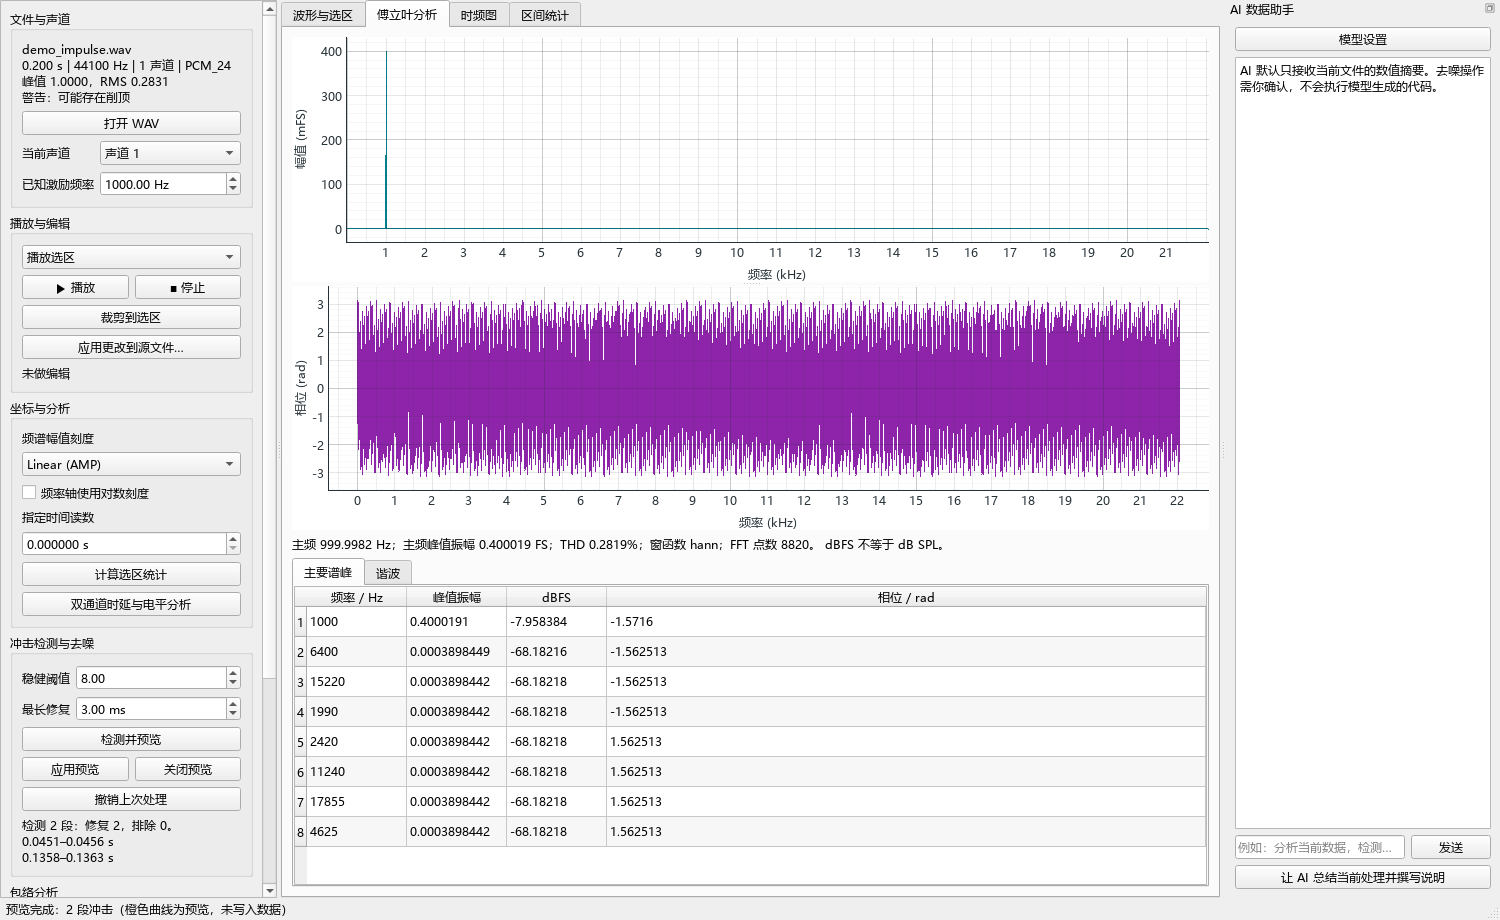 文件与声道
demo_impulse.wav
0.200 s | 44100 Hz | 1 声道 | PCM_24
峰值 1.0000，RMS 0.2831
警告：可能存在削顶
打开 WAV
当前声道 声道 1
已知激励频率 1000.00 Hz
播放与编辑
播放选区
▶ 播放 ■ 停止
裁剪到选区
应用更改到源文件...
未做编辑
坐标与分析
频谱幅值刻度
Linear (AMP)
频率轴使用对数刻度
指定时间读数
0.000000 s
计算选区统计
双通道时延与电平分析
冲击检测与去噪
稳健阈值 8.00
最长修复 3.00 ms
检测并预览
应用预览 关闭预览
撤销上次处理
检测 2 段：修复 2，排除 0。
0.0451–0.0456 s
0.1358–0.1363 s
包络分析
预览完成：2 段冲击（橙色曲线为预览，未写入数据）
波形与选区 傅立叶分析 时频图 区间统计
400
300
200
100
0
幅值 (mFS)
1 2 3 4 5 6 7 8 9 10 11 12 13 14 15 16 17 18 19 20 21
频率 (kHz)
3
2
1
0
-1
-2
-3
相位 (rad)
0 1 2 3 4 5 6 7 8 9 10 11 12 13 14 15 16 17 18 19 20 21 22
频率 (kHz)
主频 999.9982 Hz；主频峰值振幅 0.400019 FS；THD 0.2819%；窗函数 hann；FFT 点数 8820。 dBFS 不等于 dB SPL。
主要谱峰 谐波
频率 / Hz 峰值振幅 dBFS 相位 / rad
1 1000 0.4000191 -7.958384 -1.5716
2 6400 0.0003898449 -68.18216 -1.562513
3 15220 0.0003898442 -68.18218 -1.562513
4 1990 0.0003898442 -68.18218 -1.562513
5 2420 0.0003898442 -68.18218 1.562513
6 11240 0.0003898442 -68.18218 1.562513
7 17855 0.0003898442 -68.18218 1.562513
8 4625 0.0003898442 -68.18218 1.562513
AI 数据助手
模型设置
AI 默认只接收当前文件的数值摘要。去噪操作
需你确认，不会执行模型生成的代码。
例如：分析当前数据，检测... 发送
让 AI 总结当前处理并撰写说明